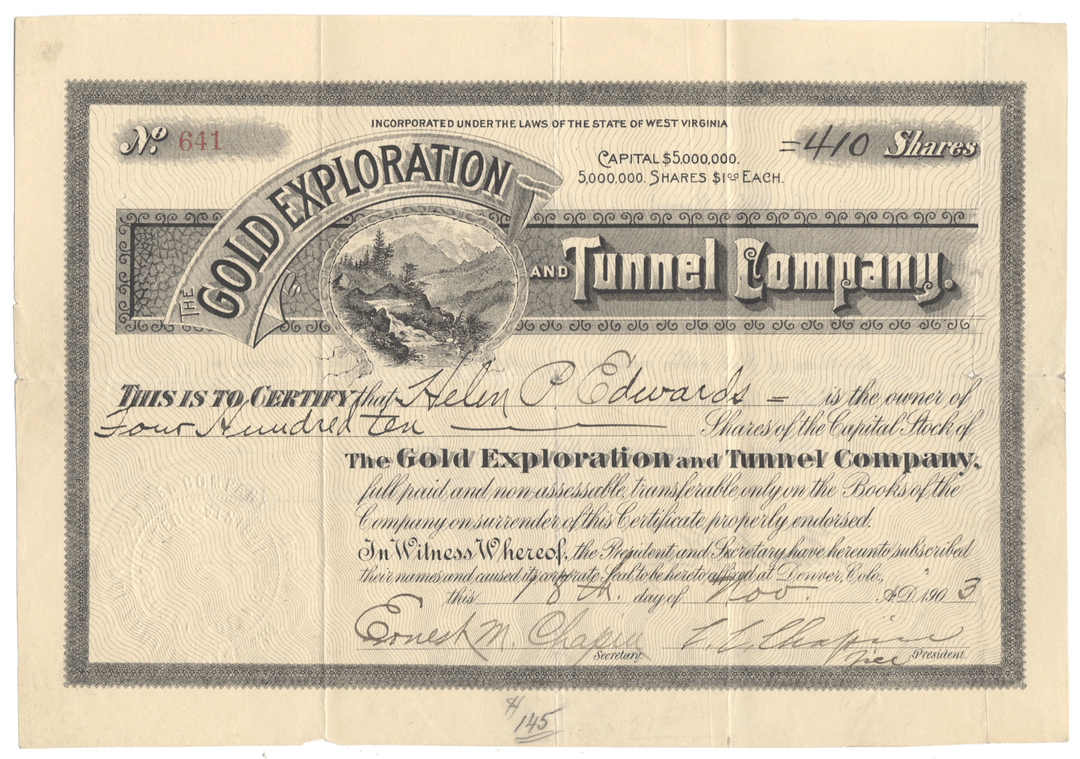 INCORPORATED UNDER THE LAWS OF THE STATE OF WEST VIRGINIA
No. 641
=410 Shares
CAPITAL $5,000,000.
5,000,000. SHARES $1.00 EACH.
THE GOLD EXPLORATION
AND Tunnel Company.
THIS IS TO CERTIFY that Helen P Edwards = is the owner of
Four Hundred ten Shares of the Capital Stock of
The Gold Exploration and Tunnel Company,
full paid and non-assessable, transferable only on the Books of the
Company on surrender of this Certificate properly endorsed.
In Witness Whereof, the President and Secretary have hereunto subscribed
their names and caused its corporate Seal to be hereto affixed at Denver, Colo.,
this 18th. day of Nov. A.D. 1903
Ernest M. Chapin Chapin
Secretary. Vice President.
# 145